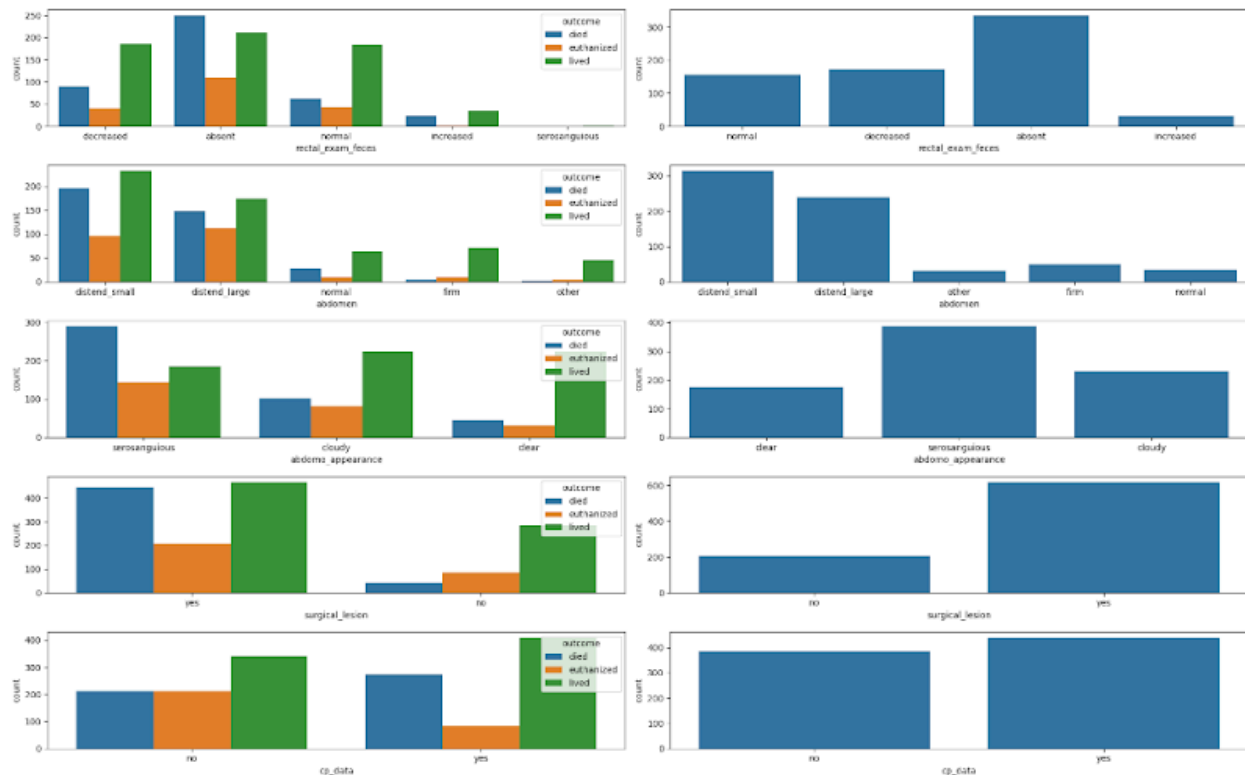 250
200
150
100
50
0
count
outcome
died
euthanized
lived
decreased
absent
normal
increased
serosanguious
rectal_exam_feces
300
200
100
0
count
normal
decreased
absent
increased
rectal_exam_feces
200
150
100
50
0
count
outcome
died
euthanized
lived
distend_small
distend_large
normal
firm
other
abdomen
300
200
100
0
count
distend_small
distend_large
other
firm
normal
abdomen
300
200
100
0
count
outcome
died
euthanized
lived
serosanguious
cloudy
clear
abdomo_appearance
400
300
200
100
0
count
clear
serosanguious
cloudy
abdomo_appearance
400
300
200
100
0
count
outcome
died
euthanized
lived
yes
no
surgical_lesion
600
400
200
0
count
no
yes
surgical_lesion
400
300
200
100
0
count
outcome
died
euthanized
lived
no
yes
cp_data
400
200
0
count
no
yes
cp_data